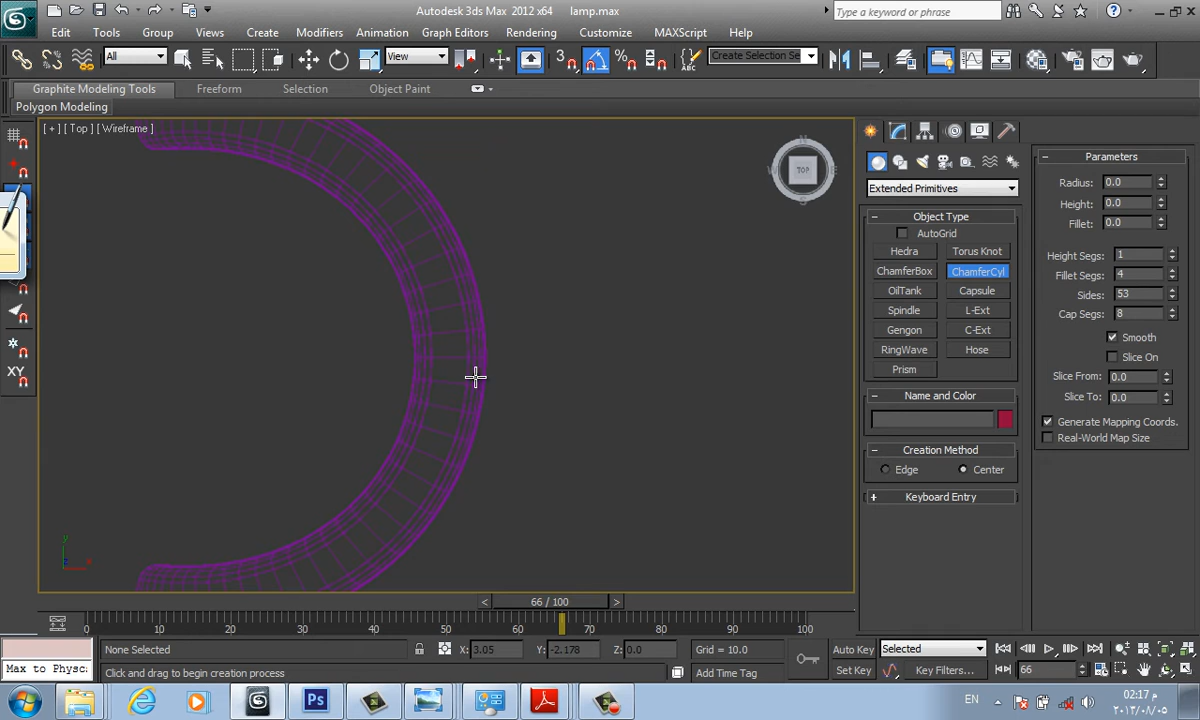 Autodesk 3ds Max 2012 x64 lamp.max
Type a keyword or phrase
Edit Tools Group Views Create Modifiers Animation Graph Editors Rendering Customize MAXScript Help
All View Create Selection Se
3 %
Graphite Modeling Tools Freeform Selection Object Paint
Polygon Modeling
[ + ] [ Top ] [ Wireframe ]
TOP
XY
y
Extended Primitives
- Object Type
AutoGrid
Hedra Torus Knot
ChamferBox ChamferCyl
OilTank Capsule
Spindle L-Ext
Gengon C-Ext
RingWave Hose
Prism
- Name and Color
- Creation Method
Edge Center
+ Keyboard Entry
- Parameters
Radius: 0.0
Height: 0.0
Fillet: 0.0
Height Segs: 1
Fillet Segs: 4
Sides: 53
Cap Segs: 8
Smooth
Slice On
Slice From: 0.0
Slice To: 0.0
Generate Mapping Coords.
Real-World Map Size
< 66 / 100 >
0 10 20 30 40 50 60 70 80 90 100
None Selected X: 3.05 Y: -2.178 Z: 0.0 Grid = 10.0 Auto Key Selected
Max to Physc Click and drag to begin creation process Add Time Tag Set Key Key Filters... 66
EN 02:17 م
٢٠١٣/٠٨/٠٥